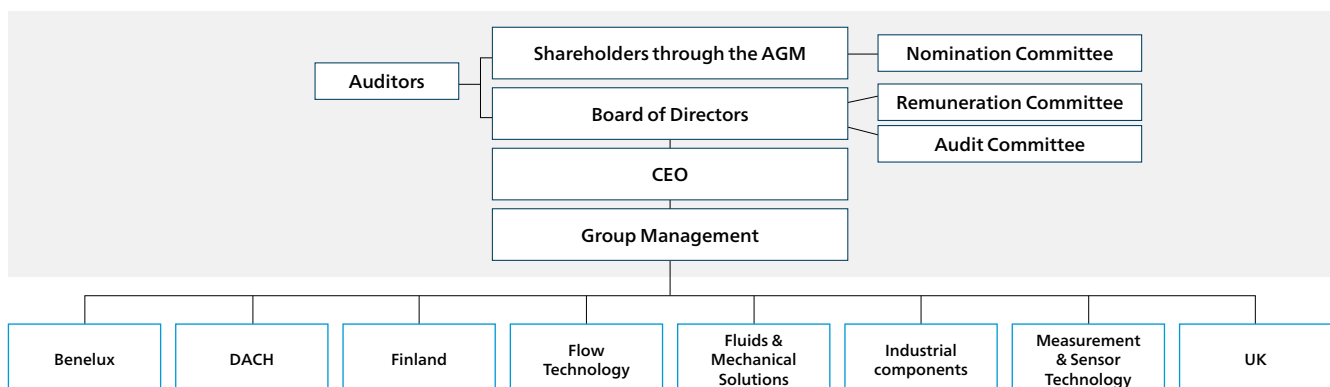 Shareholders through the AGM
Nomination Committee
Auditors
Board of Directors
Remuneration Committee
Audit Committee
CEO
Group Management
Benelux
DACH
Finland
Flow
Technology
Fluids &
Mechanical
Solutions
Industrial
components
Measurement
& Sensor
Technology
UK